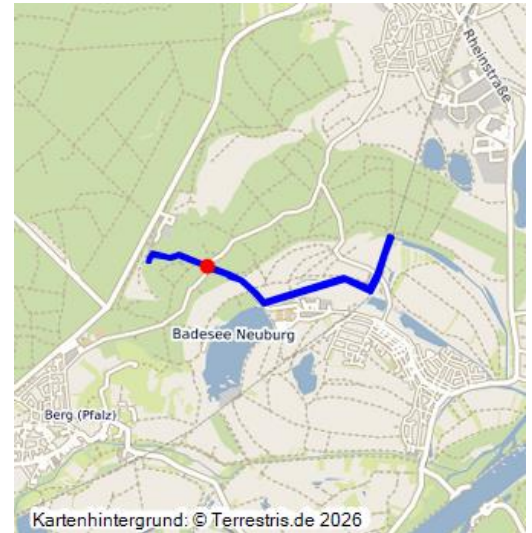 Rheinstraße
Badesee Neuburg
Berg (Pfalz)
Kartenhintergrund: © Terrestris.de 2026